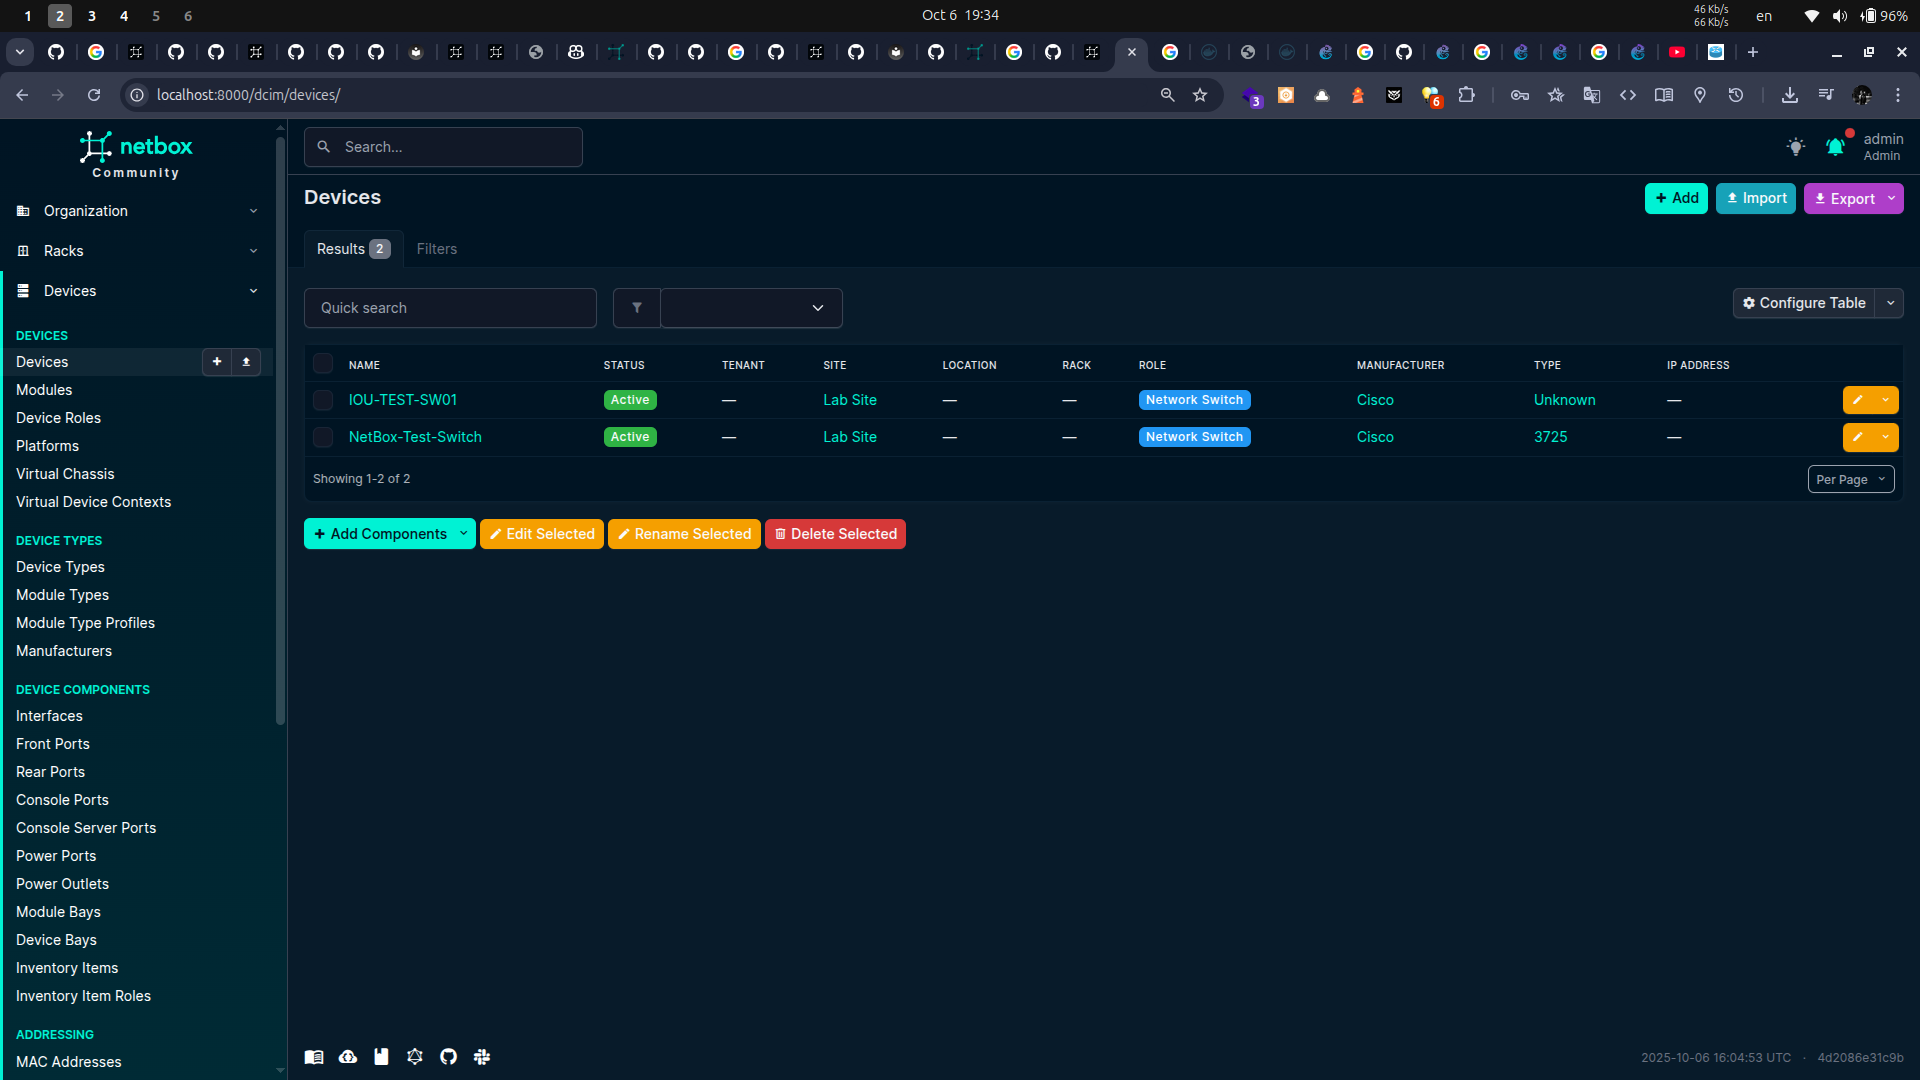 1 2 3 4 5 6
Oct 6 19:34
46 Kb/s
66 Kb/s
en
96%
localhost:8000/dcim/devices/
3
6
netbox
Community
Search...
admin
Admin
Organization
Racks
Devices
DEVICES
Devices
Modules
Device Roles
Platforms
Virtual Chassis
Virtual Device Contexts
DEVICE TYPES
Device Types
Module Types
Module Type Profiles
Manufacturers
DEVICE COMPONENTS
Interfaces
Front Ports
Rear Ports
Console Ports
Console Server Ports
Power Ports
Power Outlets
Module Bays
Device Bays
Inventory Items
Inventory Item Roles
ADDRESSING
MAC Addresses
Devices
Add Import Export
Results 2 Filters
Quick search
Configure Table
NAME STATUS TENANT SITE LOCATION RACK ROLE MANUFACTURER TYPE IP ADDRESS
IOU-TEST-SW01 Active — Lab Site — — Network Switch Cisco Unknown —
NetBox-Test-Switch Active — Lab Site — — Network Switch Cisco 3725 —
Showing 1-2 of 2
Per Page
Add Components Edit Selected Rename Selected Delete Selected
2025-10-06 16:04:53 UTC · 4d2086e31c9b